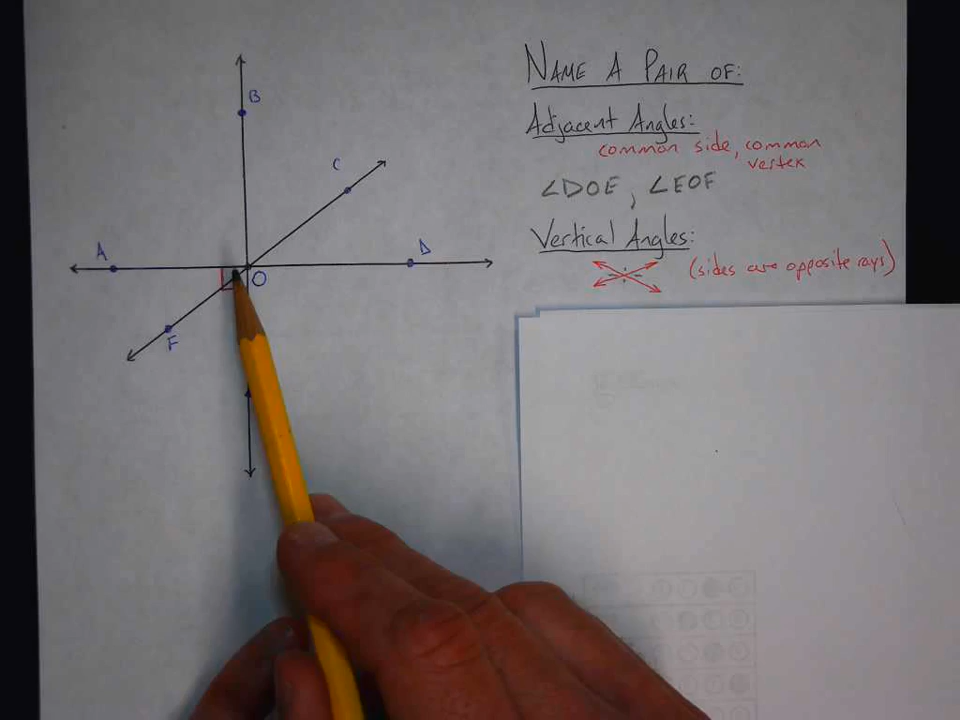 B
C
A
D
O
F
NAME A PAIR OF:
Adjacent Angles:
common side, common
vertex
∠DOE, ∠EOF
Vertical Angles:
(sides are opposite rays)